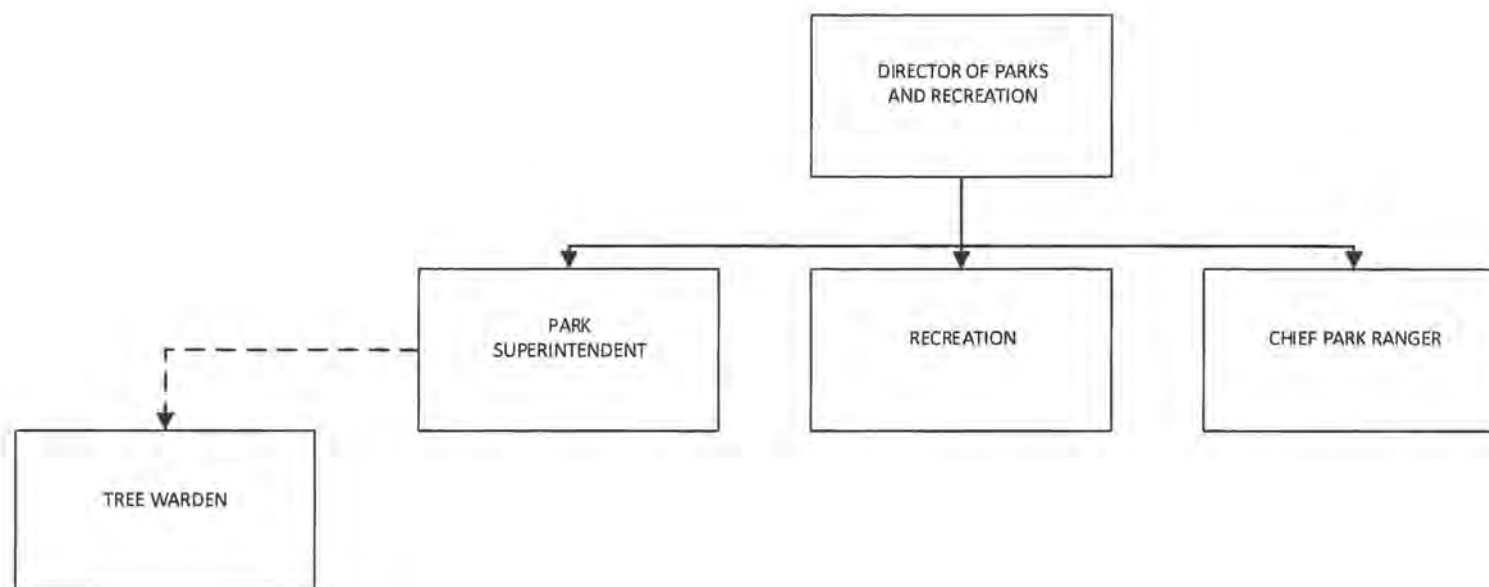 DIRECTOR OF PARKS
AND RECREATION
PARK
SUPERINTENDENT
RECREATION
CHIEF PARK RANGER
TREE WARDEN